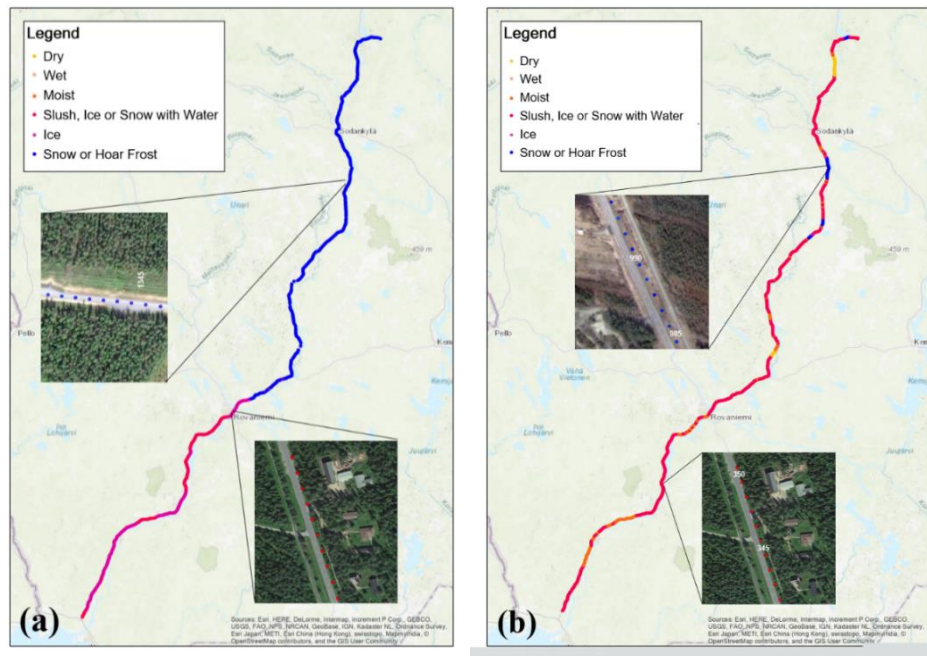 Legend
Dry
Wet
Moist
Slush, Ice or Snow with Water
Ice
Snow or Hoar Frost
Sodankylä
Unari
459 m
1345
Pello
Rovaniemi
(a)
Sources: Esri, HERE, DeLorme, Intermap, increment P Corp., GEBCO,
USGS, FAO, NPS, NRCAN, GeoBase, IGN, Kadaster NL, Ordnance Survey,
Esri Japan, METI, Esri China (Hong Kong), swisstopo, MapmyIndia, ©
OpenStreetMap contributors, and the GIS User Community
Legend
Dry
Wet
Moist
Slush, Ice or Snow with Water
Ice
Snow or Hoar Frost
Sodankylä
459 m
990
985
Pello
Rovaniemi
350
345
(b)
Sources: Esri, HERE, DeLorme, Intermap, increment P Corp., GEBCO,
USGS, FAO, NPS, NRCAN, GeoBase, IGN, Kadaster NL, Ordnance Survey,
Esri Japan, METI, Esri China (Hong Kong), swisstopo, MapmyIndia, ©
OpenStreetMap contributors, and the GIS User Community